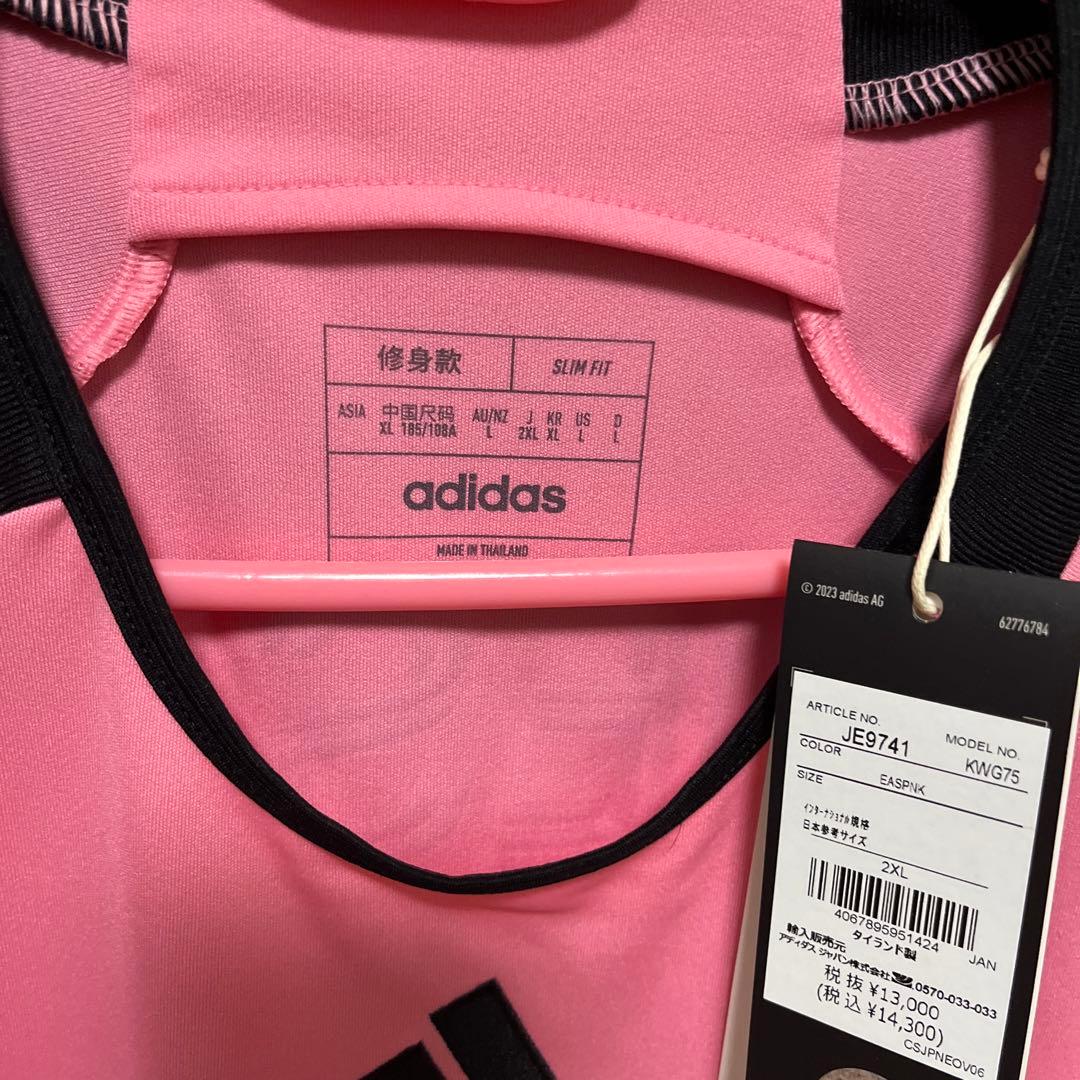 修身款 SLIM FIT
ASIA 中国尺码 AU/NZ J KR US D
XL 185/108A L 2XL XL L L
adidas
MADE IN THAILAND
© 2023 adidas AG
62776784
ARTICLE NO. MODEL NO.
JE9741 KWG75
COLOR
EASPNK
SIZE
インターナショナル規格
日本参考サイズ
2XL
4067895951424 JAN
タイランド製
輸入販売元
アディダス ジャパン株式会社 0570-033-033
税抜 ¥13,000
(税込 ¥14,300)
CSJPNEOV06